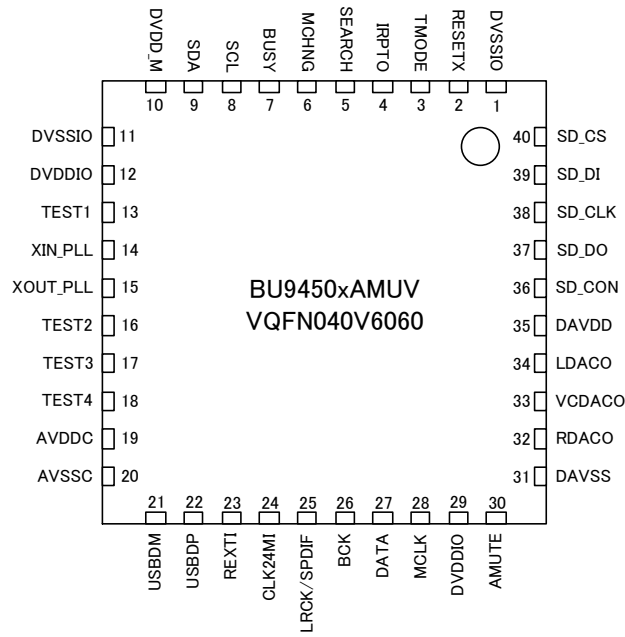 DVDD_M
SDA
SCL
BUSY
MCHNG
SEARCH
IRPTO
TMODE
RESETX
DVSSIO
10 9 8 7 6 5 4 3 2 1
DVSSIO 11
DVDDIO 12
TEST1 13
XIN_PLL 14
XOUT_PLL 15
TEST2 16
TEST3 17
TEST4 18
AVDDC 19
AVSSC 20
BU9450xAMUV
VQFN040V6060
40 SD_CS
39 SD_DI
38 SD_CLK
37 SD_DO
36 SD_CON
35 DAVDD
34 LDACO
33 VCDACO
32 RDACO
31 DAVSS
21 22 23 24 25 26 27 28 29 30
USBDM
USBDP
REXTI
CLK24MI
LRCK/SPDIF
BCK
DATA
MCLK
DVDDIO
AMUTE